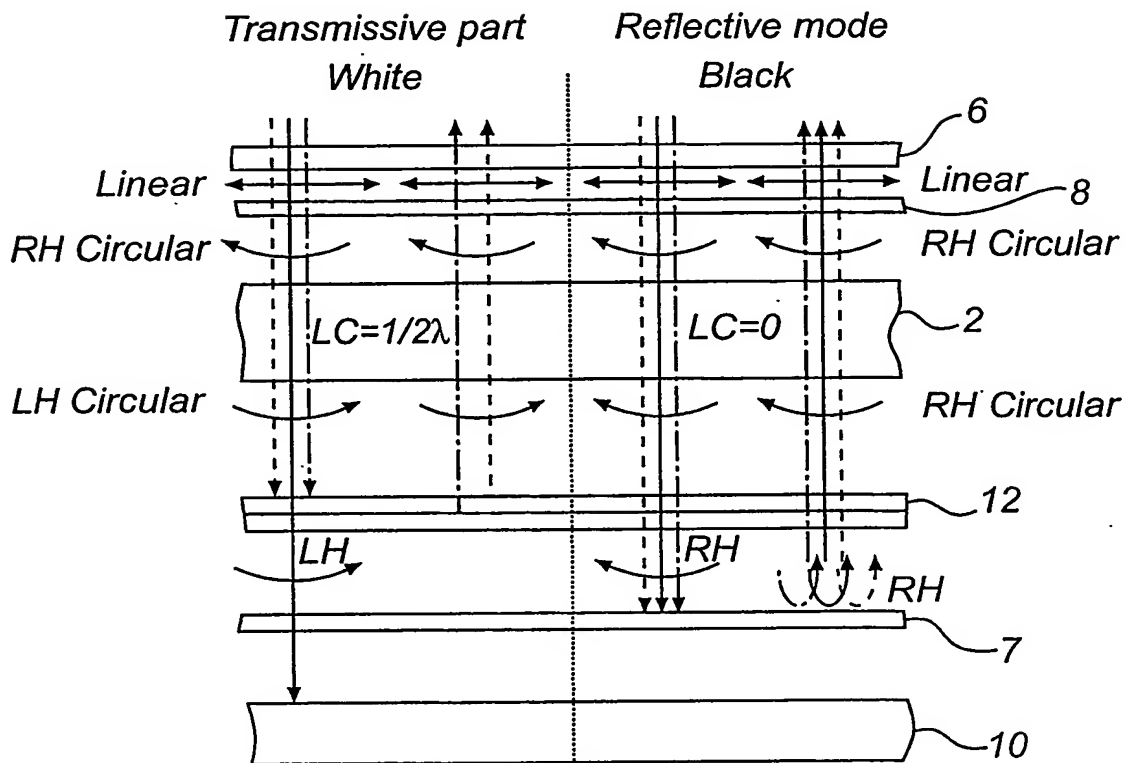 Transmissive part
White
Reflective mode
Black
6
Linear
Linear
8
RH Circular
RH Circular
LC=1/2λ
LC=0
2
LH Circular
RH Circular
12
LH
RH
RH
7
10